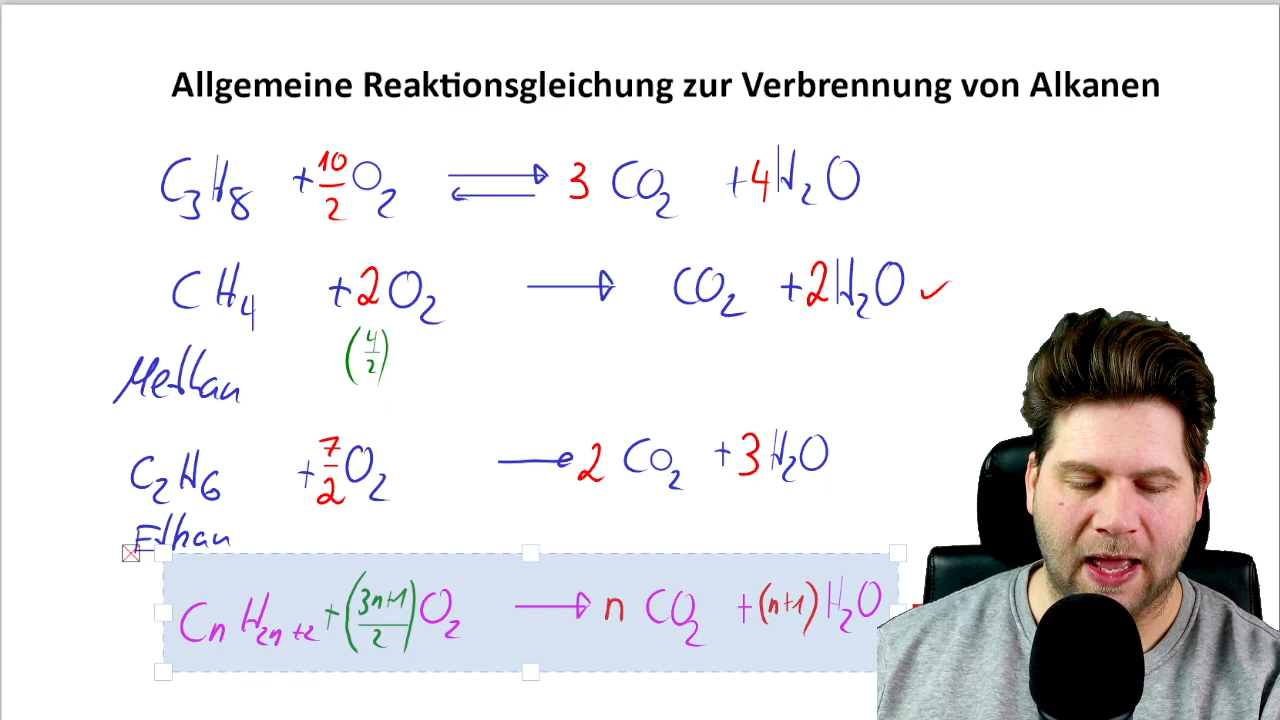 Allgemeine Reaktionsgleichung zur Verbrennung von Alkanen
C₃H₈ + 10/2 O₂ ⇌ 3 CO₂ + 4 H₂O
CH₄ + 2 O₂ → CO₂ + 2 H₂O ✓
(4/2)
Methan
C₂H₆ + 7/2 O₂ → 2 CO₂ + 3 H₂O
Ethan
CₙH₂ₙ₊₂ + (3n+1/2) O₂ → n CO₂ + (n+1) H₂O